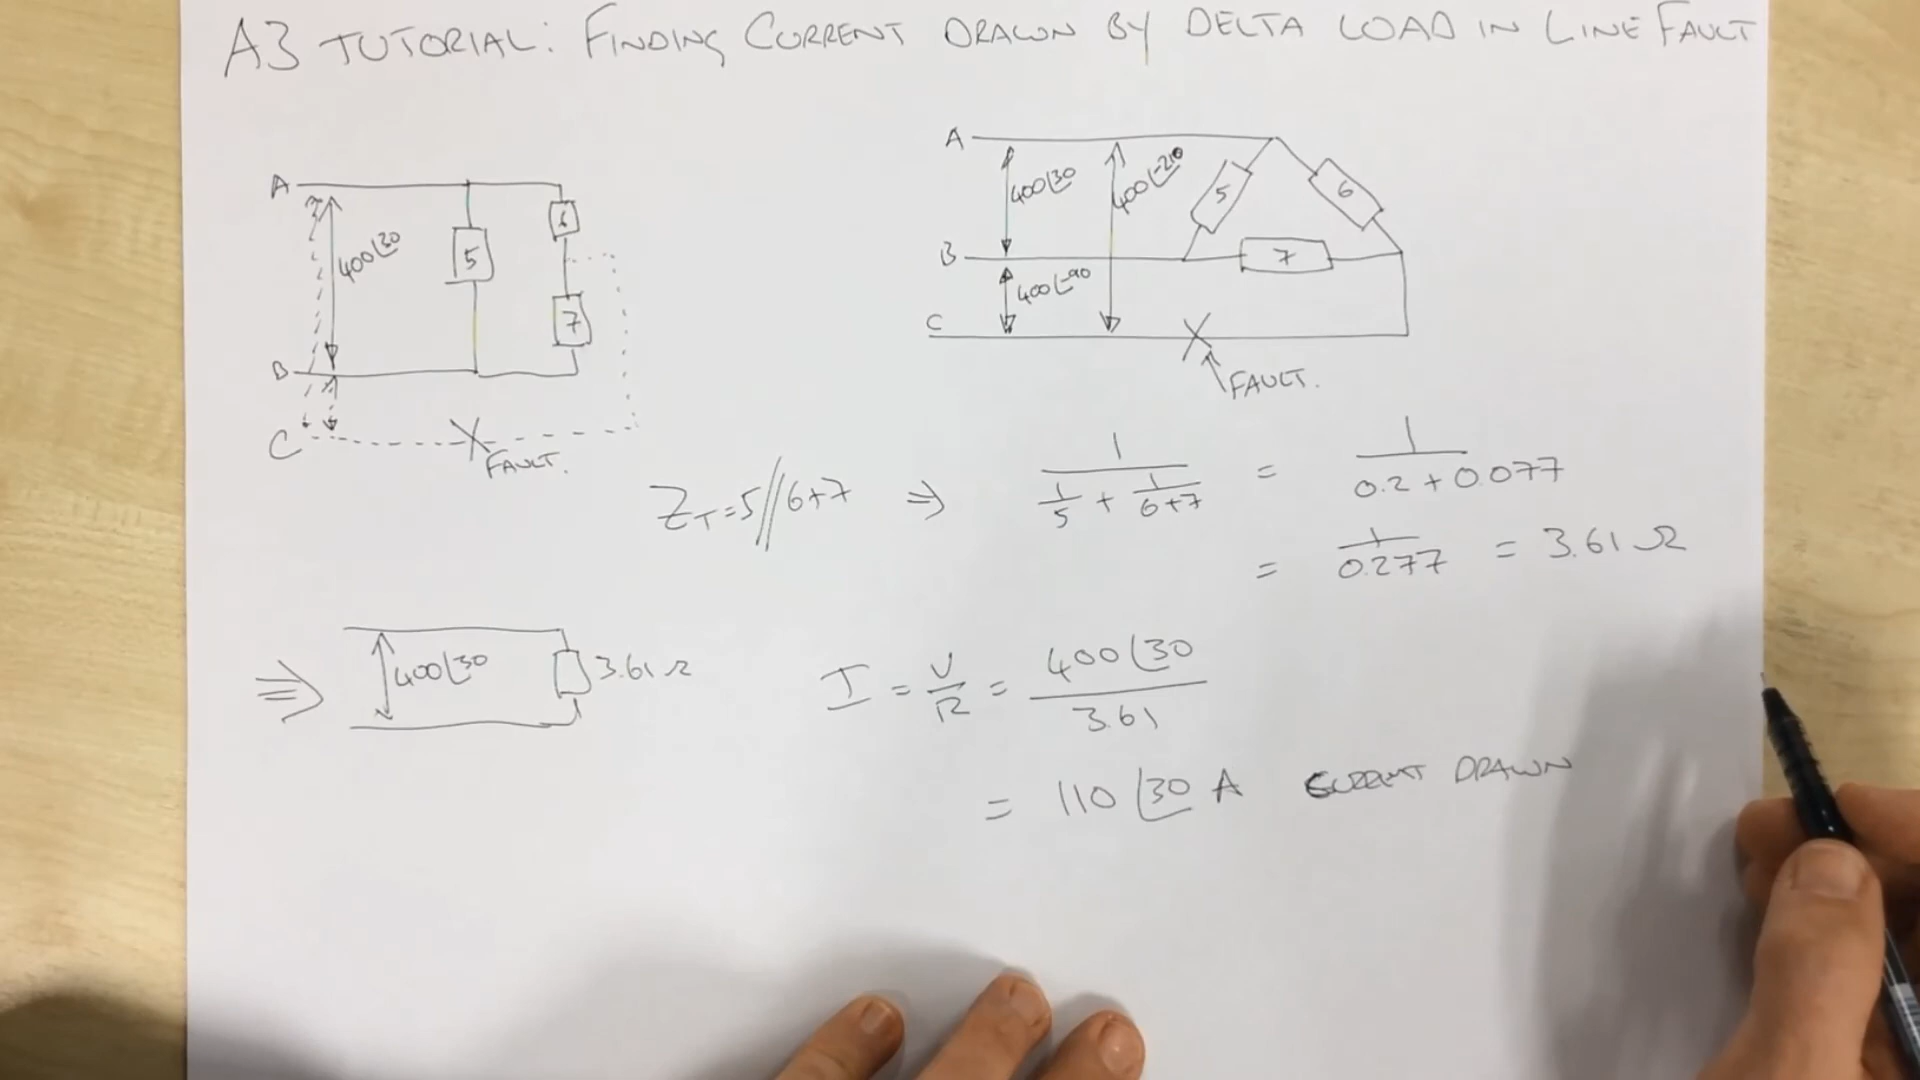 A3 TUTORIAL: FINDING CURRENT DRAWN BY DELTA LOAD IN LINE FAULT
A
400∠30
5
6
7
B
C
FAULT.
A
400∠30
400∠-210
5
6
B
7
400∠-90
C
FAULT.
Z_T = 5 // 6+7 ⇒ 1 / (1/5 + 1/(6+7)) = 1 / (0.2 + 0.077)
= 1 / 0.277 = 3.61 Ω
⇒ 400∠30 3.61 Ω
I = V/R = 400∠30 / 3.61
= 110∠30 A CURRENT DRAWN